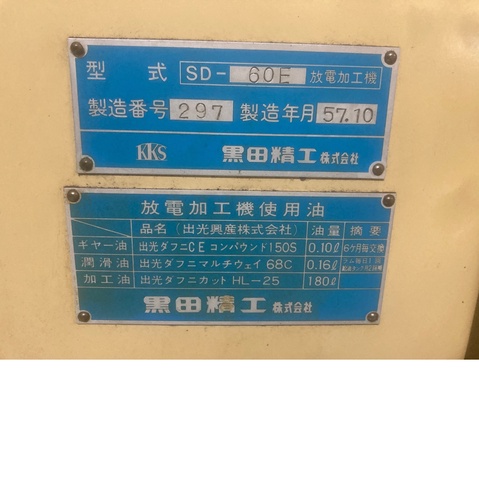 型式 SD-60E 放電加工機
製造番号 297 製造年月 57.10
KKS 黒田精工株式会社
放電加工機使用油
品名(出光興産株式会社) 油量 摘要
ギヤー油 出光ダフニCEコンパウンド150S 0.10ℓ 6ケ月毎交換
潤滑油 出光ダフニマルチウェイ 68C 0.16ℓ
加工油 出光ダフニカット HL-25 180ℓ
黒田精工株式会社